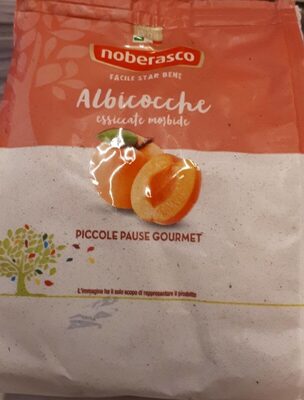 noberasco
FACILE STAR BENE
Albicocche
essiccate morbide
PICCOLE PAUSE GOURMET
L'immagine ha il solo scopo di rappresentare il prodotto